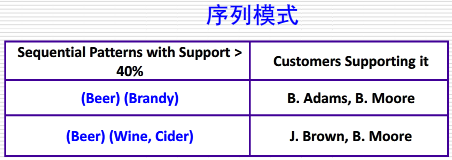 序列模式
Sequential Patterns with Support >
40%
Customers Supporting it
(Beer) (Brandy)
B. Adams, B. Moore
(Beer) (Wine, Cider)
J. Brown, B. Moore